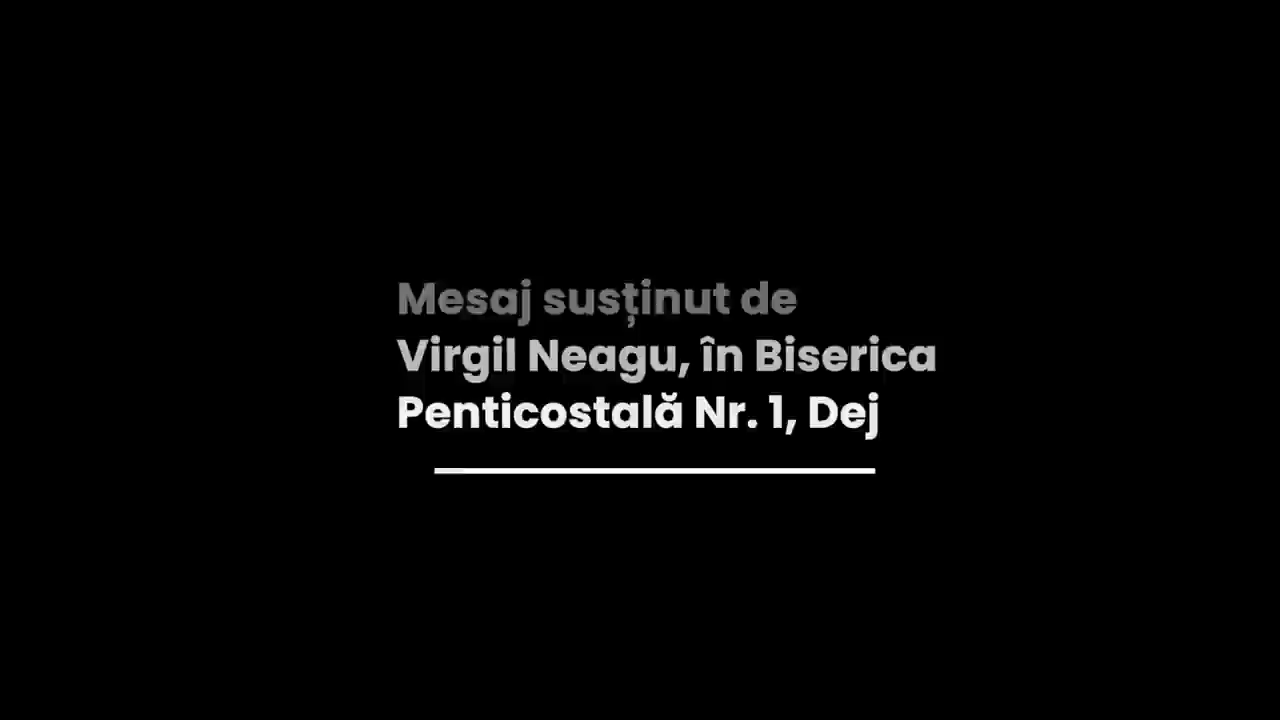 Mesaj susținut de
Virgil Neagu, în Biserica
Penticostală Nr. 1, Dej